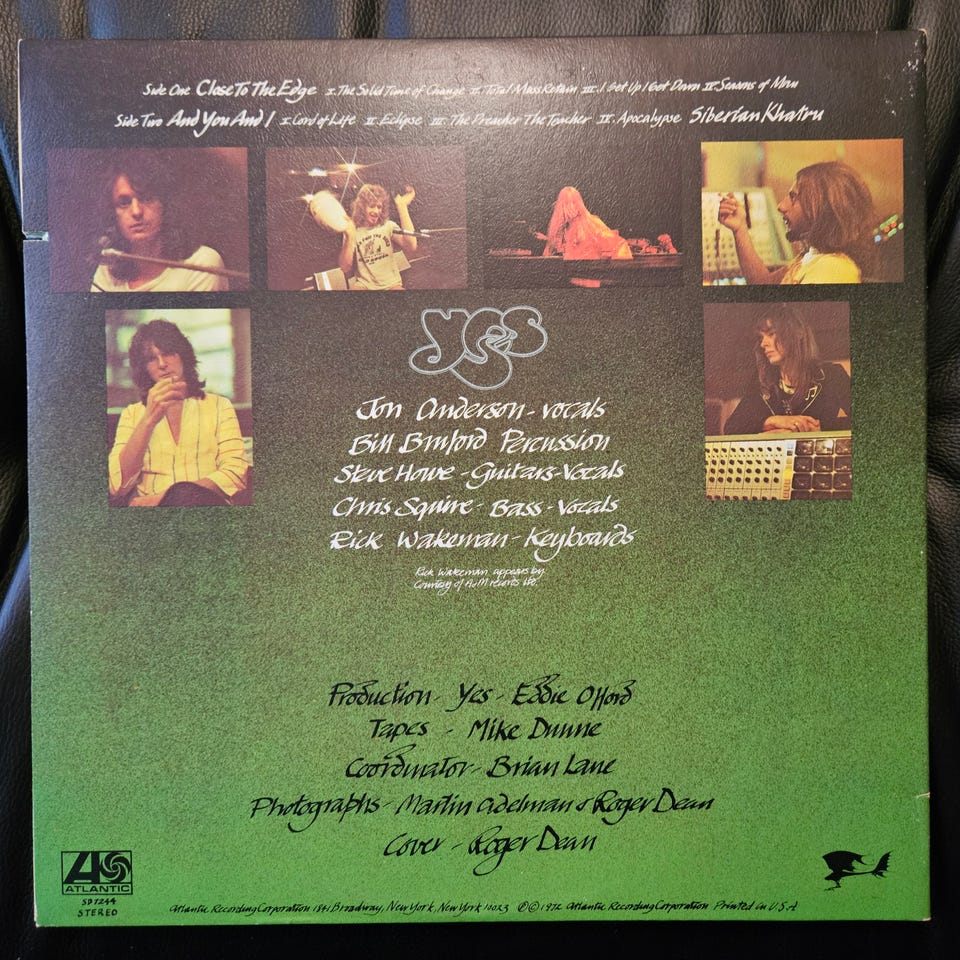 Side One Close To The Edge I. The Solid Time of Change II. Total Mass Retain III. I Get Up I Get Down IV. Seasons of Man
Side Two And You And I I. Cord of Life II. Eclipse III. The Preacher The Teacher IV. Apocalypse Siberian Khatru
yes
Jon Anderson - vocals
Bill Bruford Percussion
Steve Howe - Guitars - Vocals
Chris Squire - Bass - Vocals
Rick Wakeman - Keyboards
Rick Wakeman appears by
Courtesy of A&M records Ltd.
Production - Yes - Eddie Offord
Tapes - Mike Dunne
Coordinator - Brian Lane
Photographs - Martin Adelman & Roger Dean
Cover - Roger Dean
ATLANTIC
SD 7244
STEREO
Atlantic Recording Corporation 1841 Broadway, New York, New York 10023 ℗©1972 Atlantic Recording Corporation Printed in U.S.A